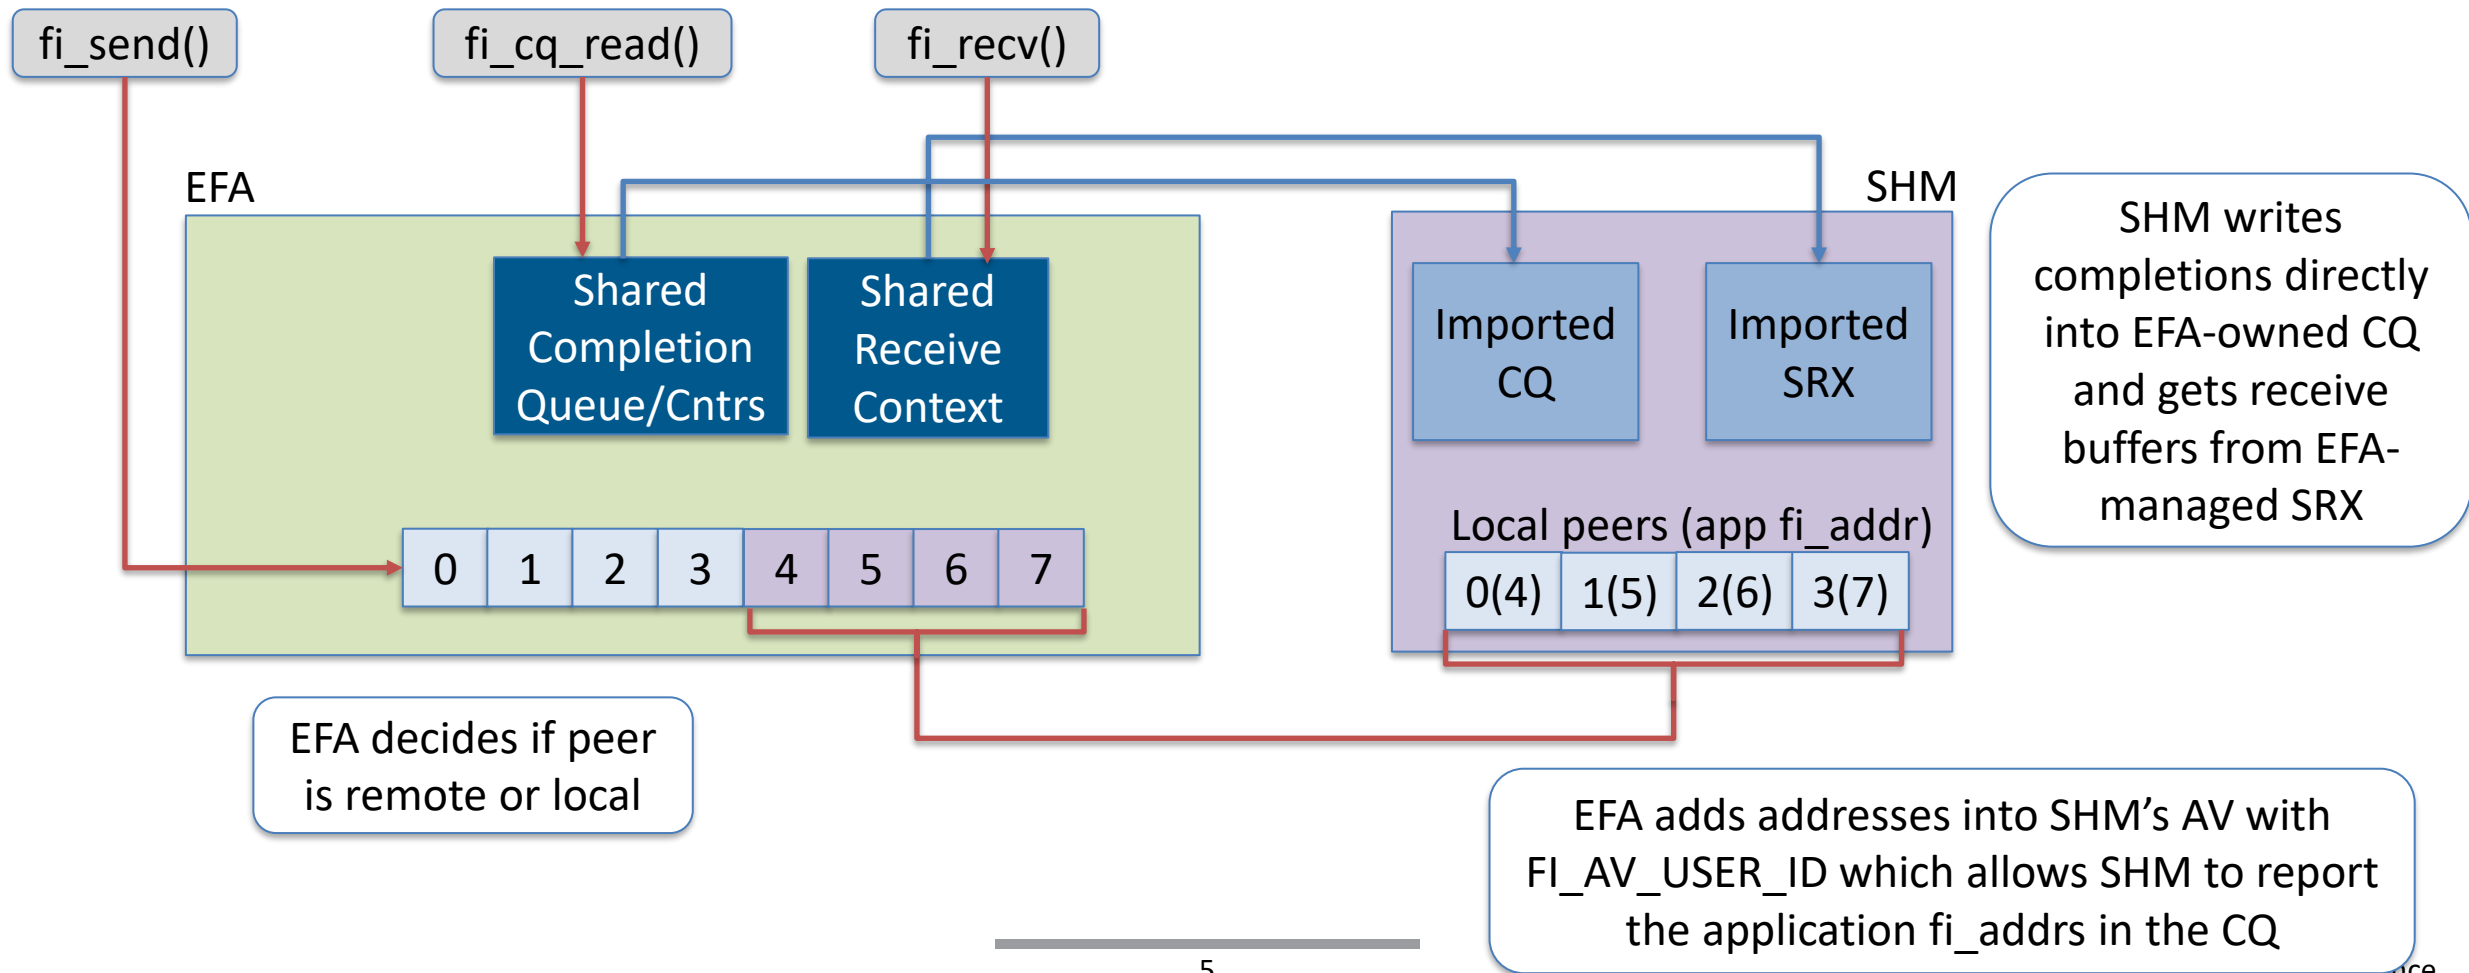 fi_send()
fi_cq_read()
fi_recv()
EFA
SHM
Shared
Completion
Queue/Cntrs
Shared
Receive
Context
Imported
CQ
Imported
SRX
SHM writes
completions directly
into EFA-owned CQ
and gets receive
buffers from EFA-
managed SRX
Local peers (app fi_addr)
0 1 2 3 4 5 6 7
0(4) 1(5) 2(6) 3(7)
EFA decides if peer
is remote or local
EFA adds addresses into SHM’s AV with
FI_AV_USER_ID which allows SHM to report
the application fi_addrs in the CQ
5